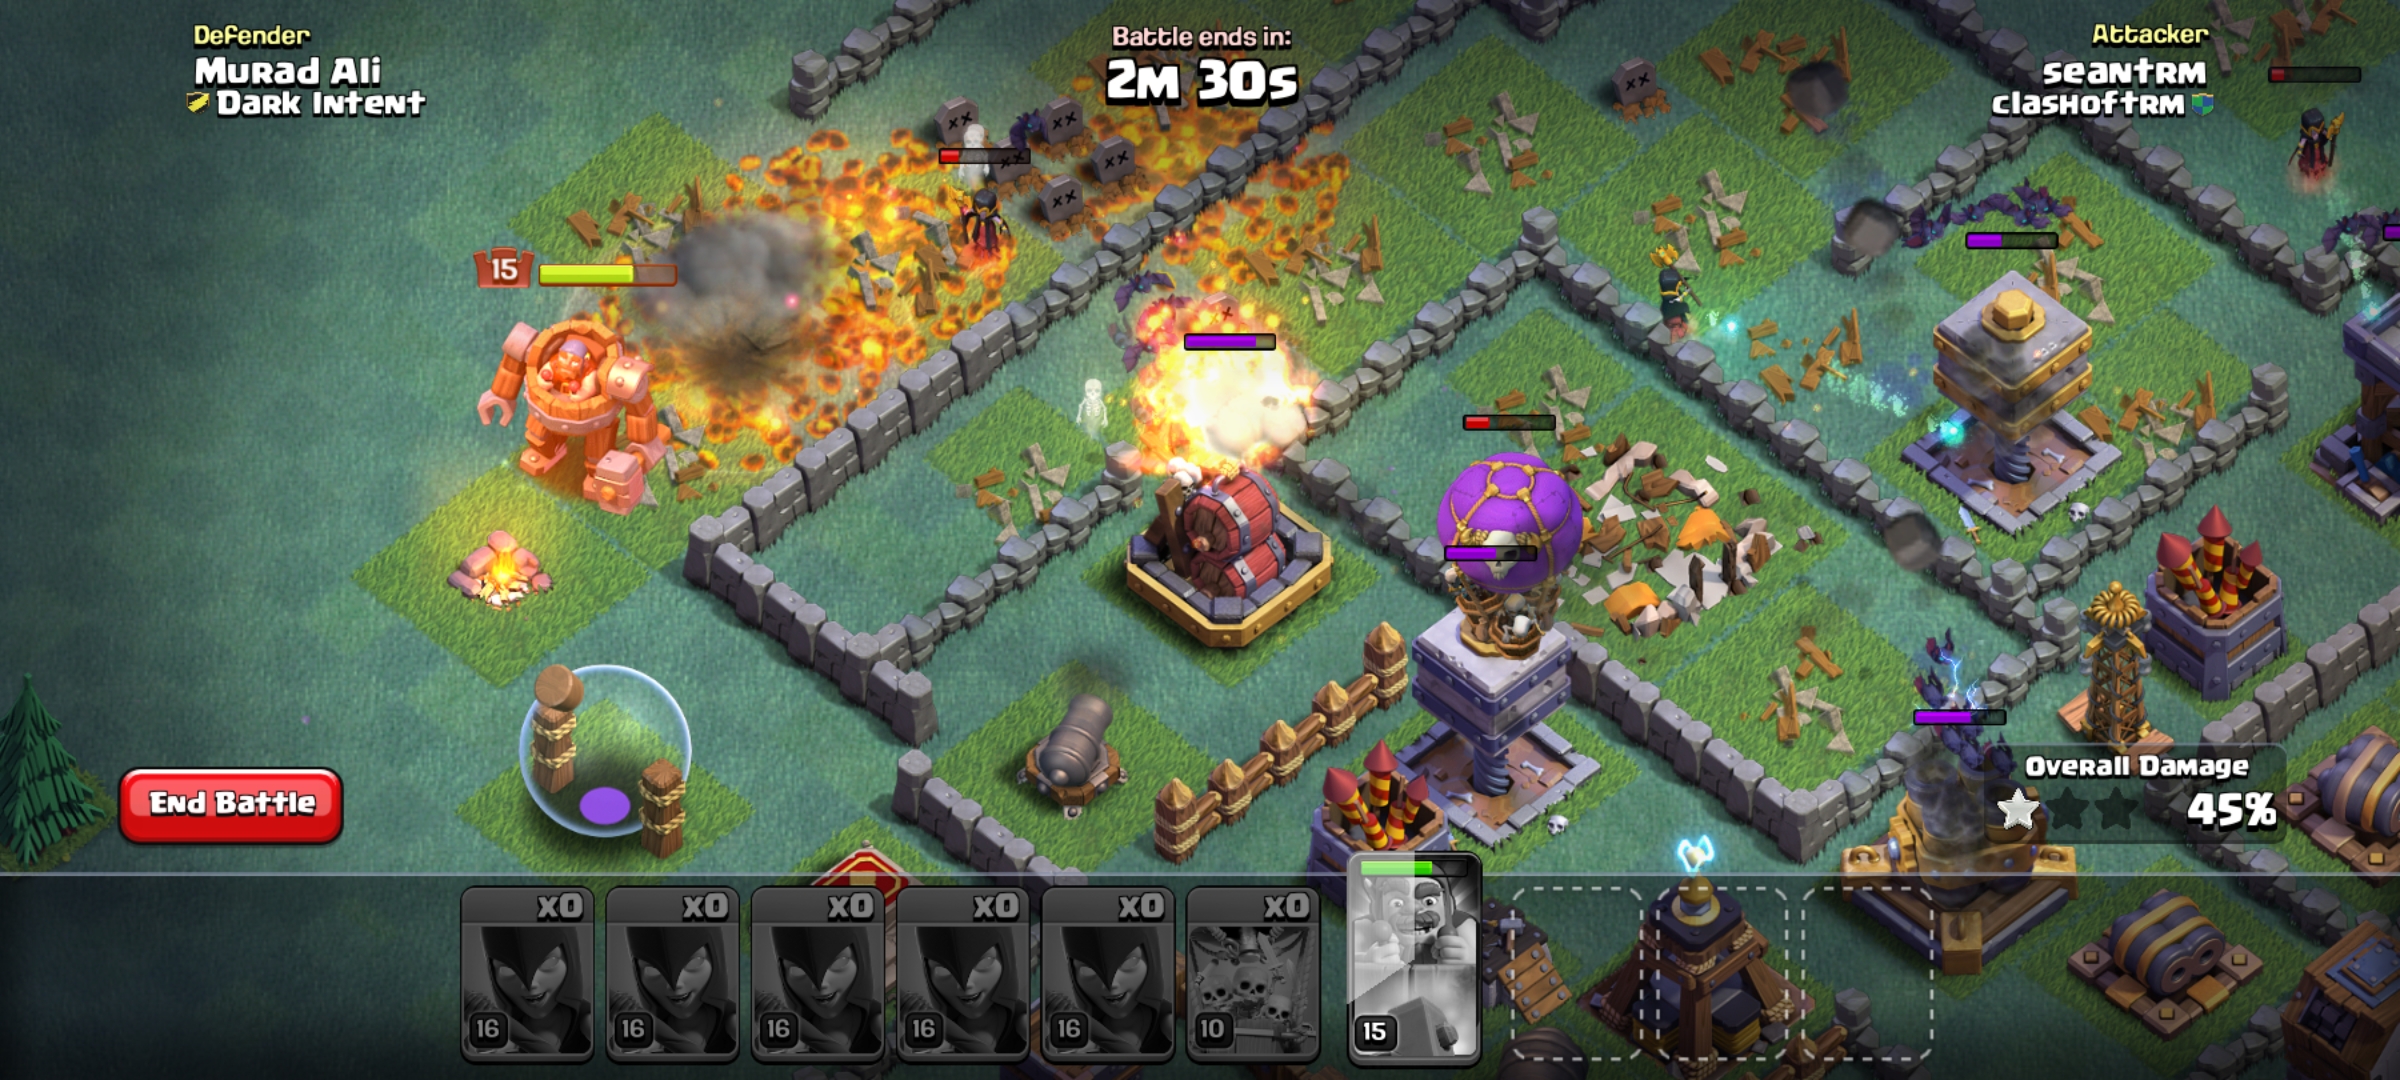 Defender
Murad Ali
Dark Intent
Battle ends in:
2M 30s
Attacker
seantrm
clashoftrm
15
End Battle
Overall Damage
45%
x0
x0
x0
x0
x0
x0
16
16
16
16
16
10
15